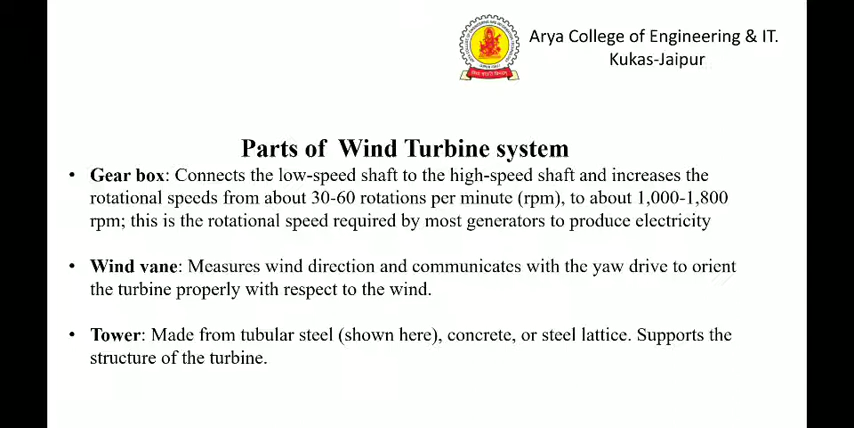 Arya College of Engineering & IT.
Kukas-Jaipur
Parts of Wind Turbine system
• Gear box: Connects the low-speed shaft to the high-speed shaft and increases the
rotational speeds from about 30-60 rotations per minute (rpm), to about 1,000-1,800
rpm; this is the rotational speed required by most generators to produce electricity
• Wind vane: Measures wind direction and communicates with the yaw drive to orient
the turbine properly with respect to the wind.
• Tower: Made from tubular steel (shown here), concrete, or steel lattice. Supports the
structure of the turbine.